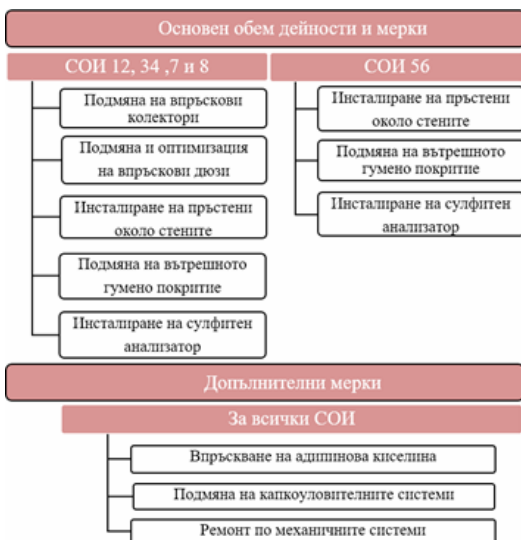 Основен обем дейности и мерки
СОИ 12, 34 ,7 и 8
Подмяна на впръскови
колектори
Подмяна и оптимизация
на впръскови дюзи
Инсталиране на пръстени
около стените
Подмяна на вътрешното
гумено покритие
Инсталиране на сулфитен
анализатор
СОИ 56
Инсталиране на пръстени
около стените
Подмяна на вътрешното
гумено покритие
Инсталиране на сулфитен
анализатор
Допълнителни мерки
За всички СОИ
Впръскване на адипинова киселина
Подмяна на капкоуловителните системи
Ремонт по механичните системи